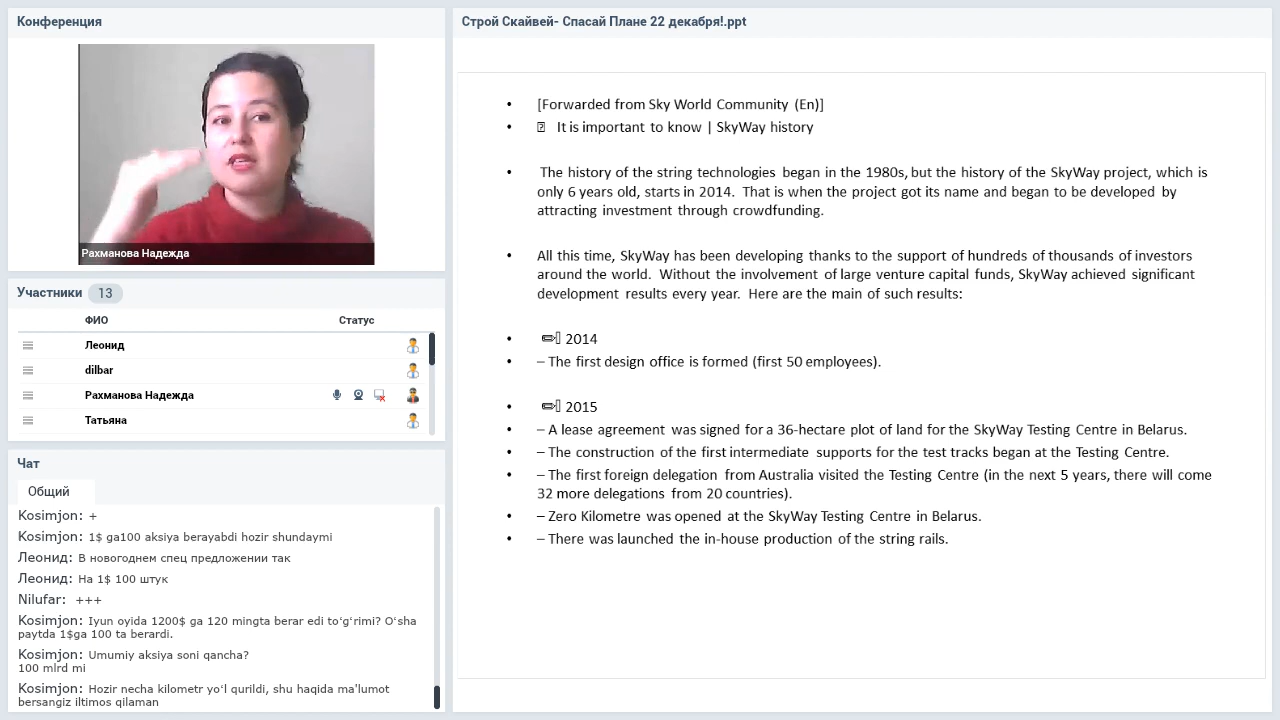 Конференция
Рахманова Надежда
Участники 13
ФИО Статус
Леонид
dilbar
Рахманова Надежда
Татьяна
Чат
Общий
Kosimjon: +
Kosimjon: 1$ ga100 aksiya berayabdi hozir shundaymi
Леонид: В новогоднем спец предложении так
Леонид: На 1$ 100 штук
Nilufar: +++
Kosimjon: Iyun oyida 1200$ ga 120 mingta berar edi toʻgʻrimi? Oʻsha
paytda 1$ga 100 ta berardi.
Kosimjon: Umumiy aksiya soni qancha?
100 mlrd mi
Kosimjon: Hozir necha kilometr yoʻl qurildi, shu haqida ma'lumot
bersangiz iltimos qilaman
Строй Скайвей- Спасай Плане 22 декабря!.ppt
• [Forwarded from Sky World Community (En)]
• It is important to know | SkyWay history
• The history of the string technologies began in the 1980s, but the history of the SkyWay project, which is
only 6 years old, starts in 2014. That is when the project got its name and began to be developed by
attracting investment through crowdfunding.
• All this time, SkyWay has been developing thanks to the support of hundreds of thousands of investors
around the world. Without the involvement of large venture capital funds, SkyWay achieved significant
development results every year. Here are the main of such results:
• ✏ 2014
• – The first design office is formed (first 50 employees).
• ✏ 2015
• – A lease agreement was signed for a 36-hectare plot of land for the SkyWay Testing Centre in Belarus.
• – The construction of the first intermediate supports for the test tracks began at the Testing Centre.
• – The first foreign delegation from Australia visited the Testing Centre (in the next 5 years, there will come
32 more delegations from 20 countries).
• – Zero Kilometre was opened at the SkyWay Testing Centre in Belarus.
• – There was launched the in-house production of the string rails.